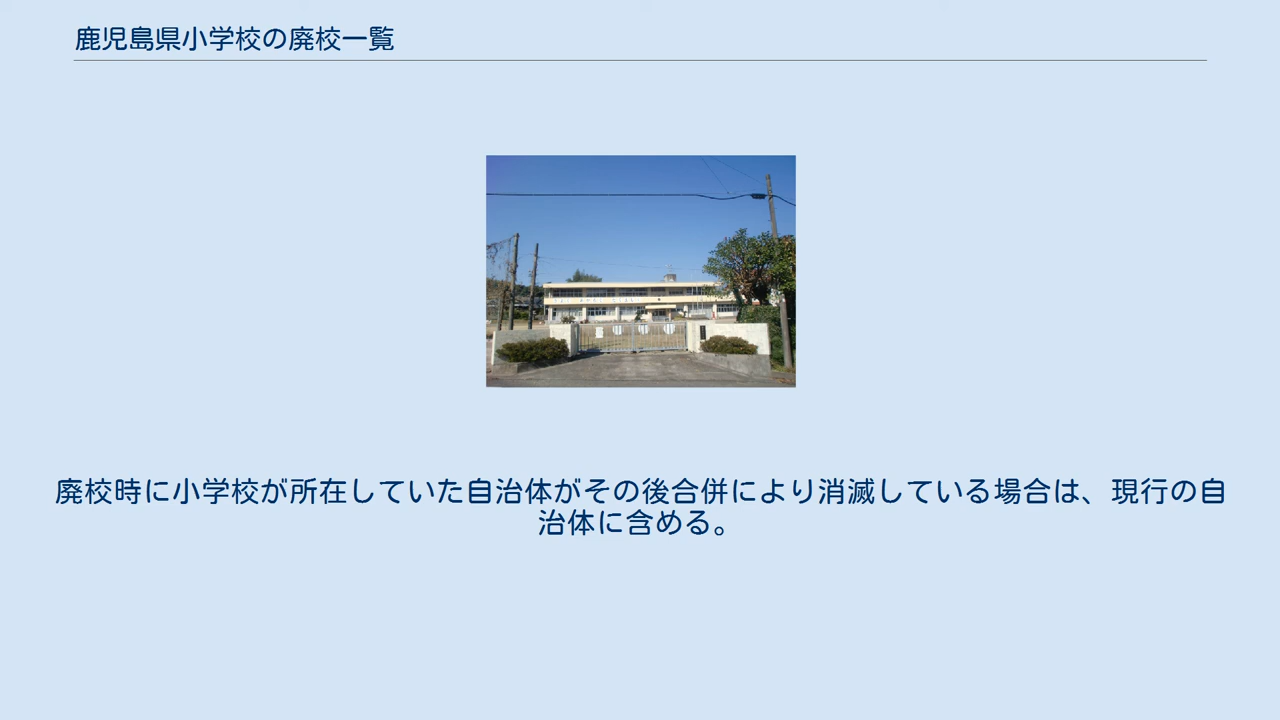 鹿児島県小学校の廃校一覧
廃校時に小学校が所在していた自治体がその後合併により消滅している場合は、現行の自
治体に含める。